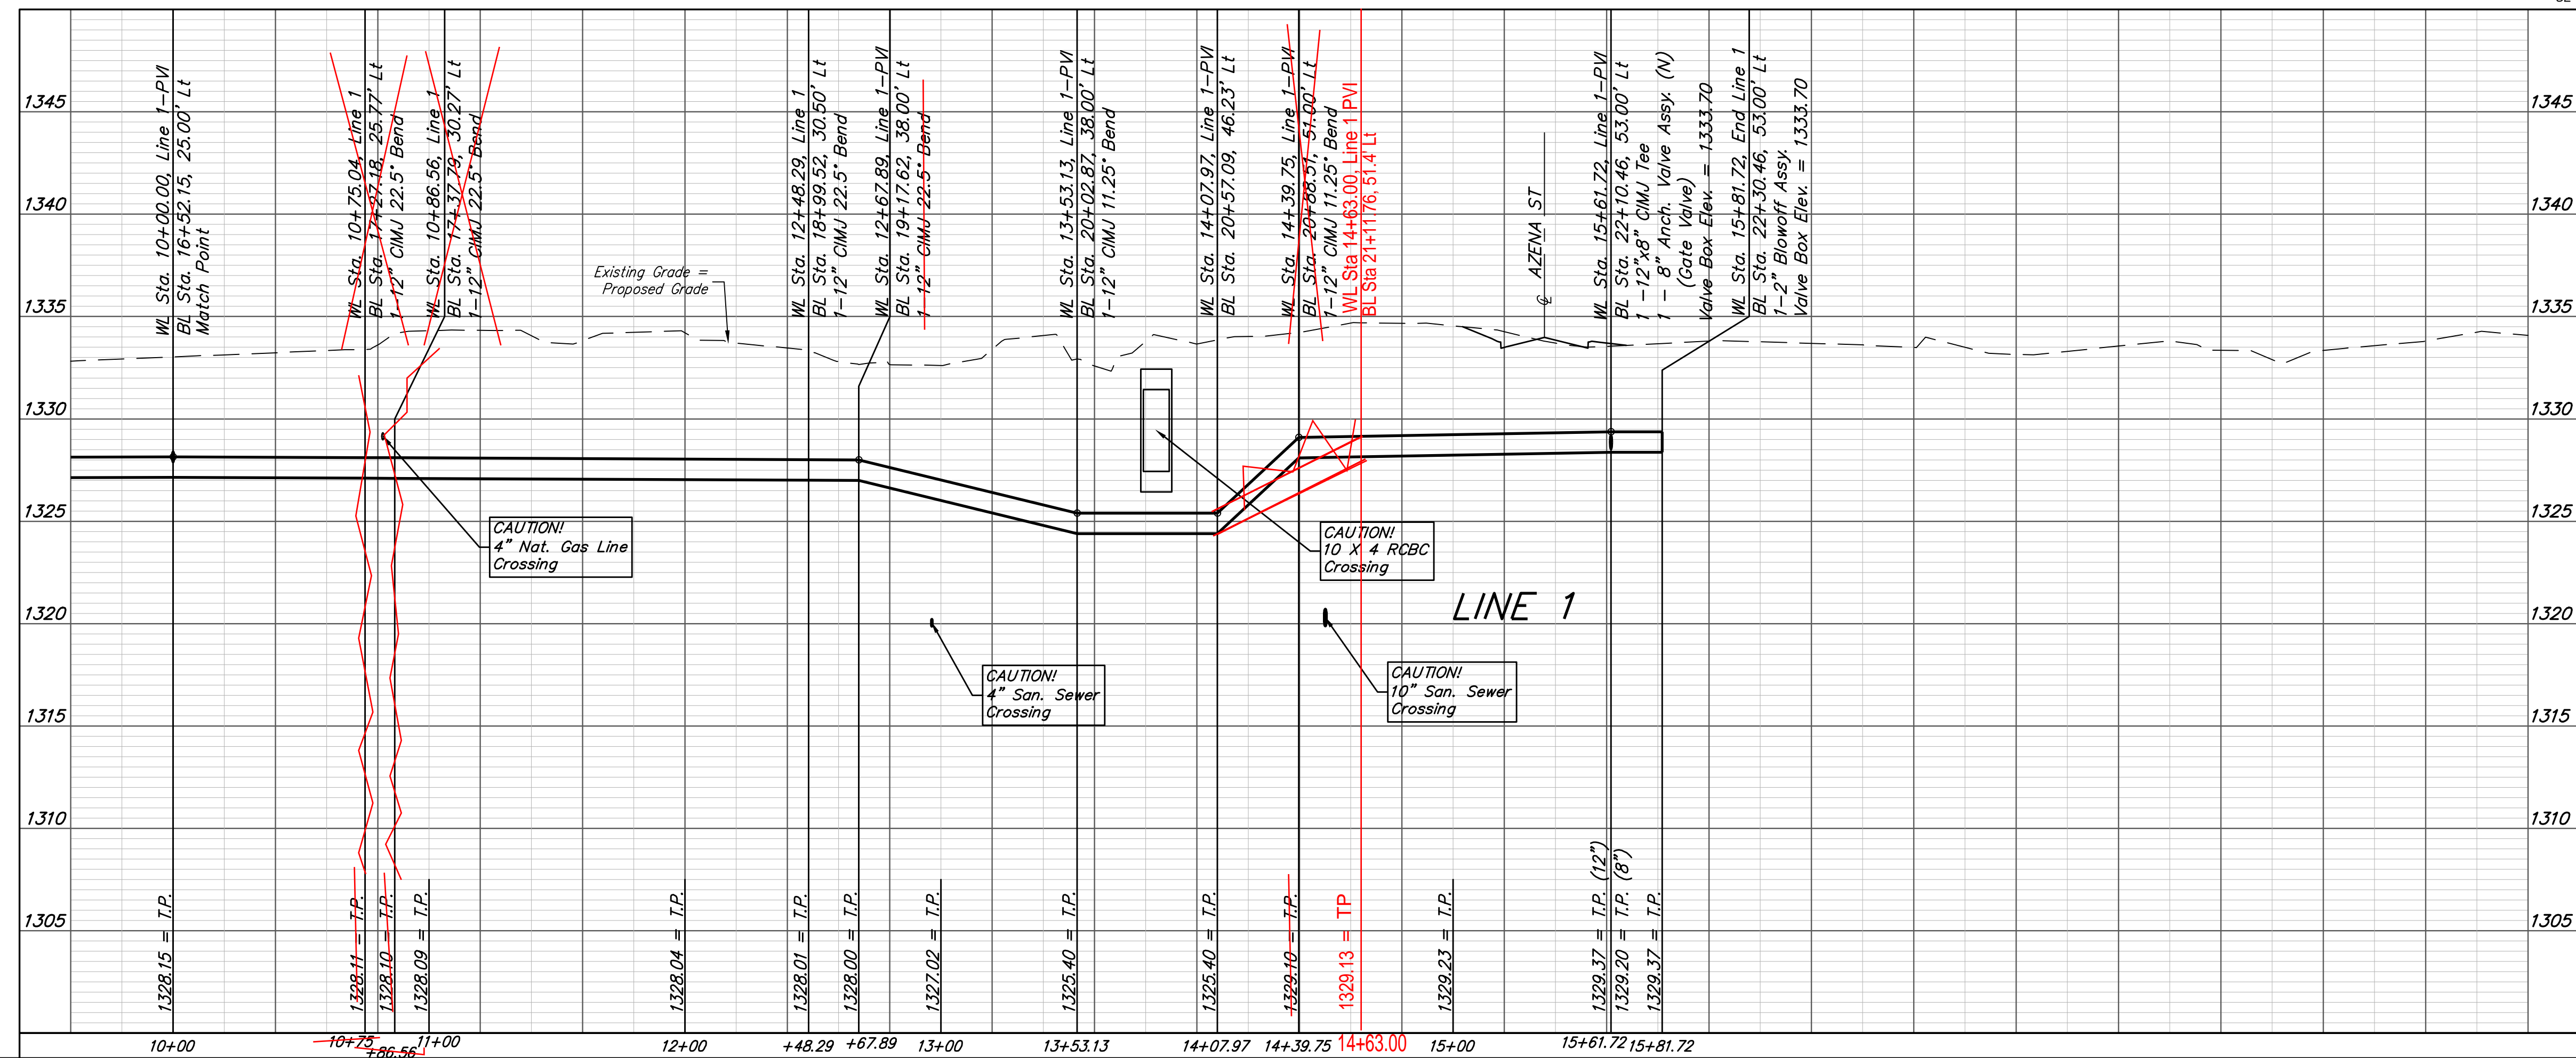 WL Sta. 10+00.00, Line 1-PVI
BL Sta. 16+52.15, 25.00' Lt
Match Point
WL Sta. 10+75.04, Line 1
BL Sta. 17+27.18, 25.77' Lt
1-12" CIMJ 22.5° Bend
WL Sta. 10+86.56, Line 1
BL Sta. 17+37.79, 30.27' Lt
1-12" CIMJ 22.5° Bend
WL Sta. 12+48.29, Line 1
BL Sta. 18+99.52, 30.50' Lt
1-12" CIMJ 22.5° Bend
WL Sta. 12+67.89, Line 1-PVI
BL Sta. 19+17.62, 38.00' Lt
1-12" CIMJ 22.5° Bend
WL Sta. 13+53.13, Line 1-PVI
BL Sta. 20+02.87, 38.00' Lt
1-12" CIMJ 11.25° Bend
WL Sta. 14+07.97, Line 1-PVI
BL Sta. 20+57.09, 46.23' Lt
WL Sta. 14+39.75, Line 1-PVI
BL Sta. 20+88.51, 51.00' Lt
1-12" CIMJ 11.25° Bend
WL Sta 14+63.00, Line 1 PVI
BL Sta 21+11.76, 51.4' Lt
℄ AZENA ST
WL Sta. 15+61.72, Line 1-PVI
BL Sta. 22+10.46, 53.00' Lt
1 -12"x8" CIMJ Tee
1 - 8" Anch. Valve Assy. (N)
(Gate Valve)
Valve Box Elev. = 1333.70
WL Sta. 15+81.72, End Line 1
BL Sta. 22+30.46, 53.00' Lt
1-2" Blowoff Assy.
Valve Box Elev. = 1333.70
Existing Grade =
Proposed Grade
1345
1345
1340
1340
1335
1335
1330
1330
1325
1325
1320
1320
1315
1315
1310
1310
1305
1305
CAUTION!
4" Nat. Gas Line
Crossing
CAUTION!
10 X 4 RCBC
Crossing
LINE 1
CAUTION!
4" San. Sewer
Crossing
CAUTION!
10" San. Sewer
Crossing
1328.15 = T.P.
1328.11 = T.P.
1328.10 = T.P.
1328.09 = T.P.
1328.04 = T.P.
1328.01 = T.P.
1328.00 = T.P.
1327.02 = T.P.
1325.40 = T.P.
1325.40 = T.P.
1329.10 = T.P.
1329.13 = TP
1329.23 = T.P.
1329.37 = T.P. (12")
1329.20 = T.P. (8")
1329.37 = T.P.
10+00
10+75
+86.56
11+00
12+00
+48.29
+67.89
13+00
13+53.13
14+07.97
14+39.75
14+63.00
15+00
15+61.72
15+81.72